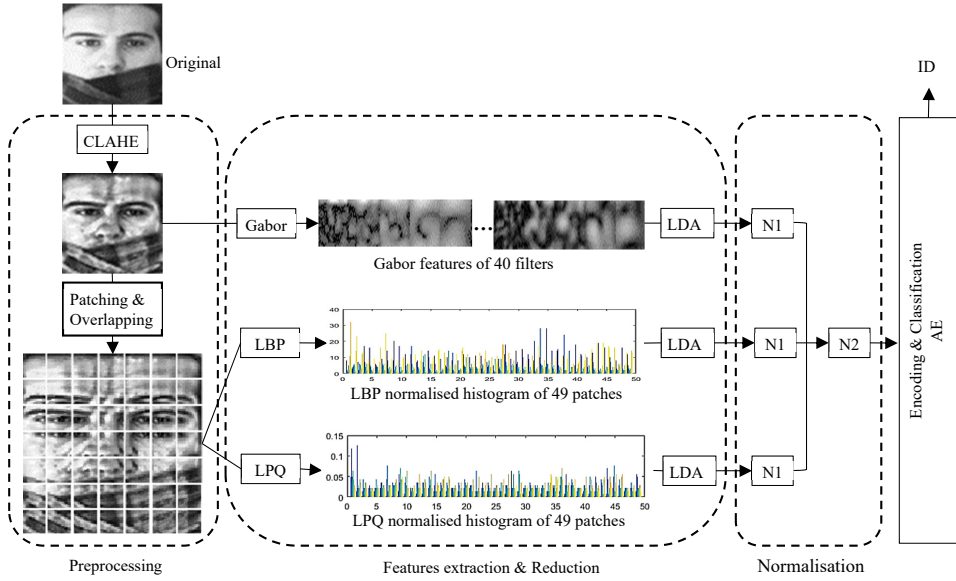 Original
ID
CLAHE
Gabor
LDA
N1
Gabor features of 40 filters
Patching &
Overlapping
40
30
20
10
0
0 5 10 15 20 25 30 35 40 45 50
LBP
LDA
N1
N2
LBP normalised histogram of 49 patches
Encoding & Classification
AE
0.15
0.1
0.05
0
0 5 10 15 20 25 30 35 40 45 50
LPQ
LDA
N1
LPQ normalised histogram of 49 patches
Preprocessing
Features extraction & Reduction
Normalisation